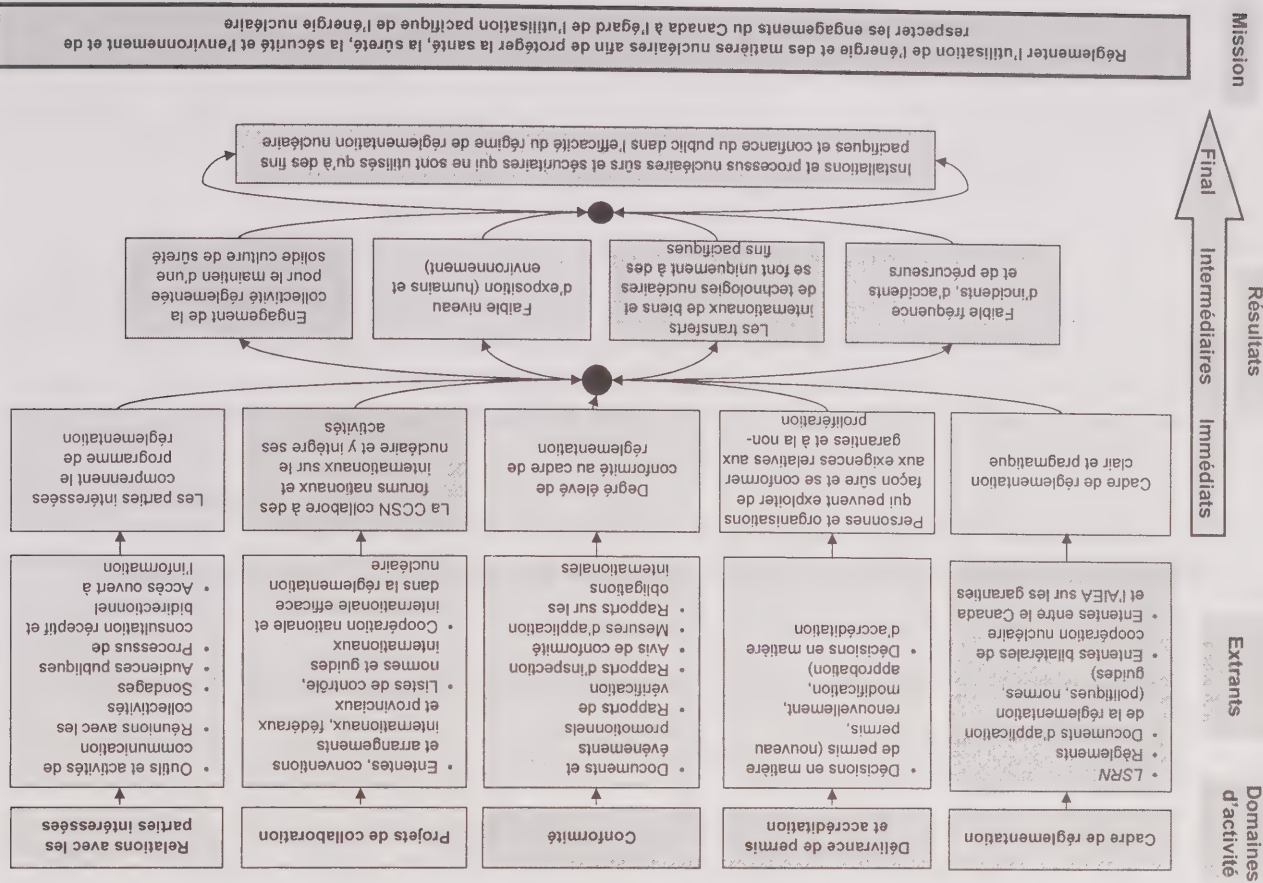 Domaines
d'activité
Cadre de réglementation
Délivrance de permis
et accréditation
Conformité
Projets de collaboration
Relations avec les
parties intéressées
Extrants
• LSRN
• Règlements
• Documents d'application
de la réglementation
(politiques, normes,
guides)
• Ententes bilatérales de
coopération nucléaire
• Ententes entre le Canada
et l'AIEA sur les garanties
• Décisions en matière
de permis (nouveau
permis,
renouvellement,
modification,
approbation)
• Décisions en matière
d'accréditation
• Documents et
événements
promotionnels
• Rapports de
vérification
• Rapports d'inspection
• Avis de conformité
• Mesures d'application
• Rapports sur les
obligations
internationales
• Ententes, conventions
et arrangements
internationaux, fédéraux
et provinciaux
• Listes de contrôle,
normes et guides
internationaux
• Coopération nationale et
internationale efficace
dans la réglementation
nucléaire
• Outils et activités de
communication
• Réunions avec les
collectivités
• Sondages
• Audiences publiques
• Processus de
consultation réceptif et
bidirectionnel
• Accès ouvert à
l'information
Résultats
Immédiats
Cadre de réglementation
clair et pragmatique
Personnes et organisations
qui peuvent exploiter de
façon sûre et se conformer
aux exigences relatives aux
garanties et à la non-
prolifération
Degré élevé de
conformité au cadre de
réglementation
La CCSN collabore à des
forums nationaux et
internationaux sur le
nucléaire et y intègre ses
activités
Les parties intéressées
comprennent le
programme de
réglementation
Intermédiaires
Faible fréquence
d'incidents, d'accidents
et de précurseurs
Les transferts
internationaux de biens et
de technologies nucléaires
se font uniquement à des
fins pacifiques
Faible niveau
d'exposition (humains et
environnement)
Engagement de la
collectivité réglementée
pour le maintien d'une
solide culture de sûreté
Final
Installations et processus nucléaires sûrs et sécuritaires qui ne sont utilisés qu'à des fins
pacifiques et confiance du public dans l'efficacité du régime de réglementation nucléaire
Mission
Réglementer l'utilisation de l'énergie et des matières nucléaires afin de protéger la santé, la sûreté, la sécurité et l'environnement et de
respecter les engagements du Canada à l'égard de l'utilisation pacifique de l'énergie nucléaire